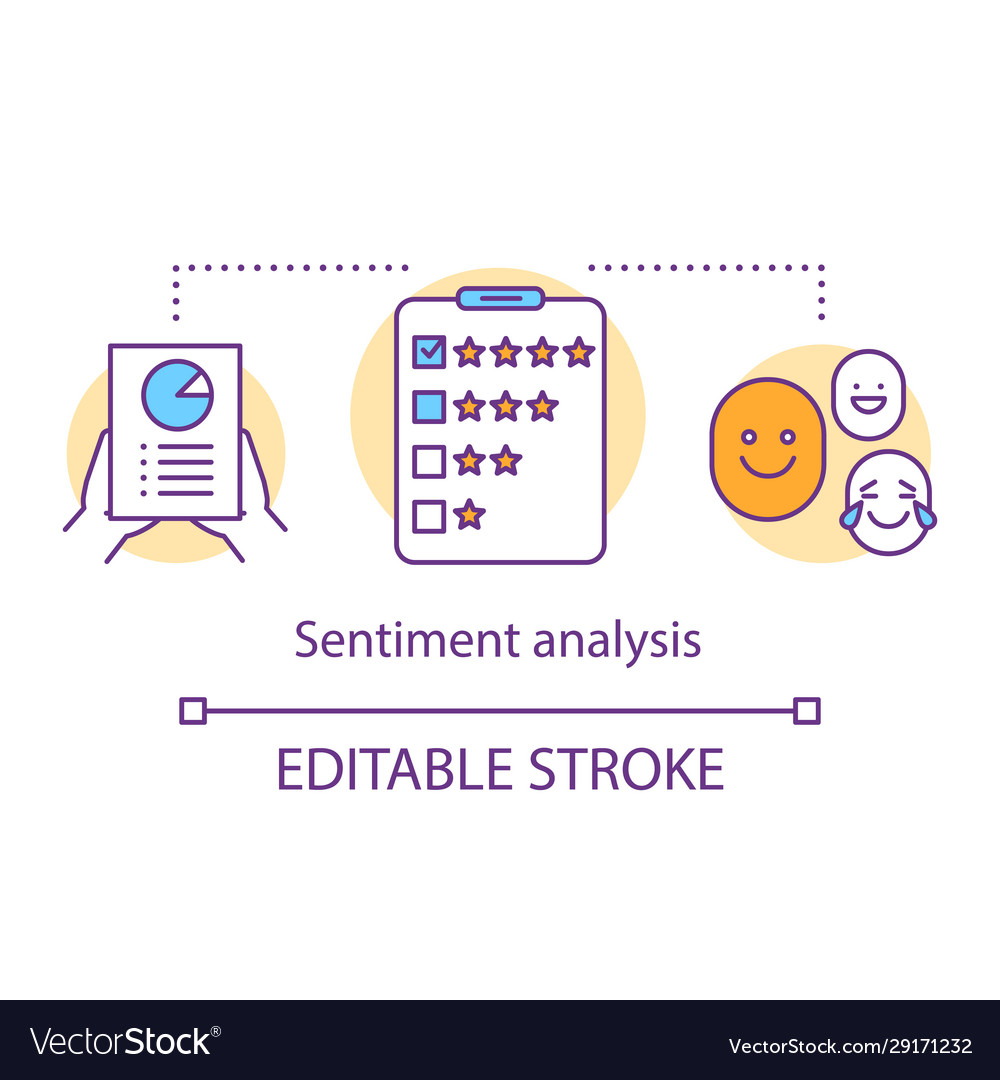 Sentiment analysis
EDITABLE STROKE
VectorStock®
VectorStock.com/29171232